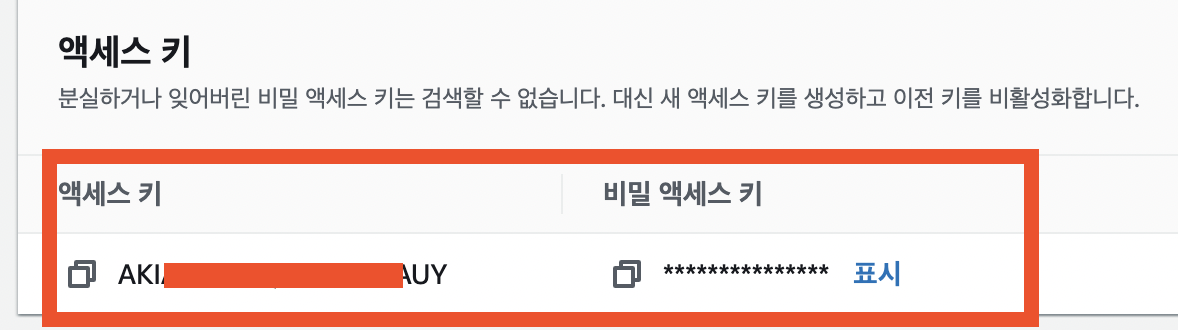 액세스 키
분실하거나 잊어버린 비밀 액세스 키는 검색할 수 없습니다. 대신 새 액세스 키를 생성하고 이전 키를 비활성화합니다.
액세스 키 비밀 액세스 키
AKIA AUY *************** 표시